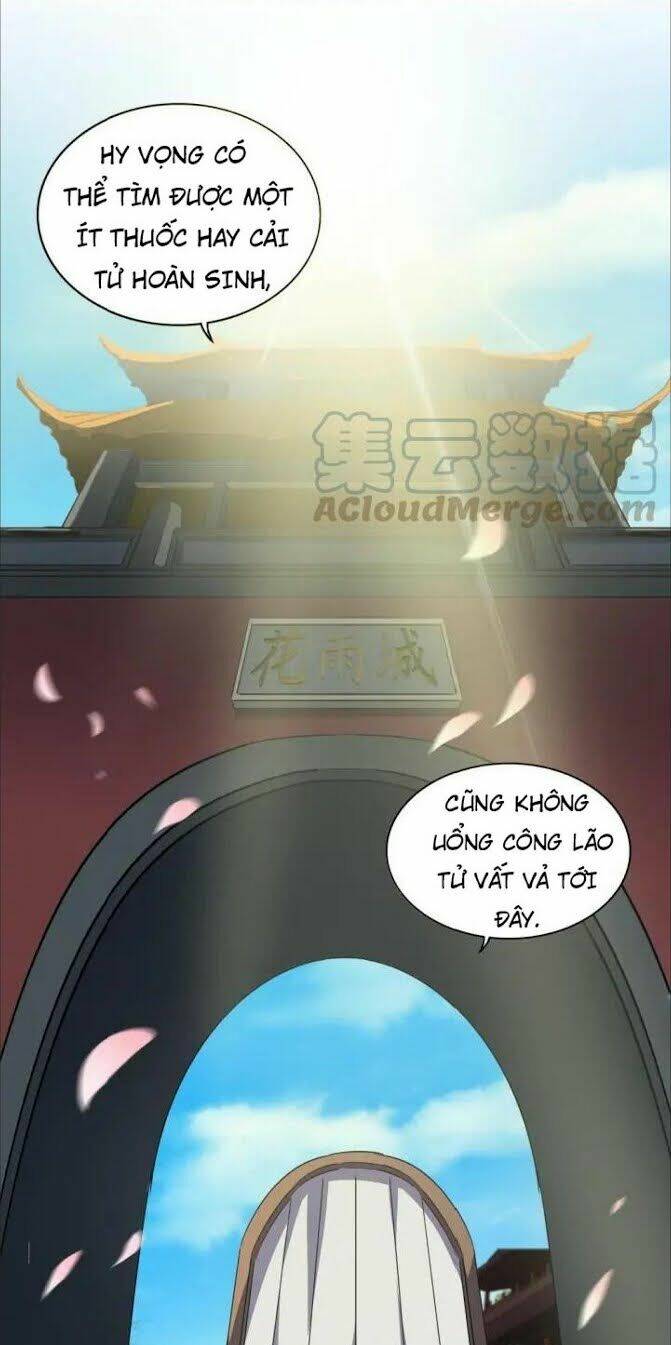 HY VỌNG CÓ
THỂ TÌM ĐƯỢC MỘT
ÍT THUỐC HAY CẢI
TỬ HOÀN SINH,
集云数据
ACloudMerge.com
花雨城
CŨNG KHÔNG
UỔNG CÔNG LÃO
TỬ VẤT VẢ TỚI
ĐÂY.